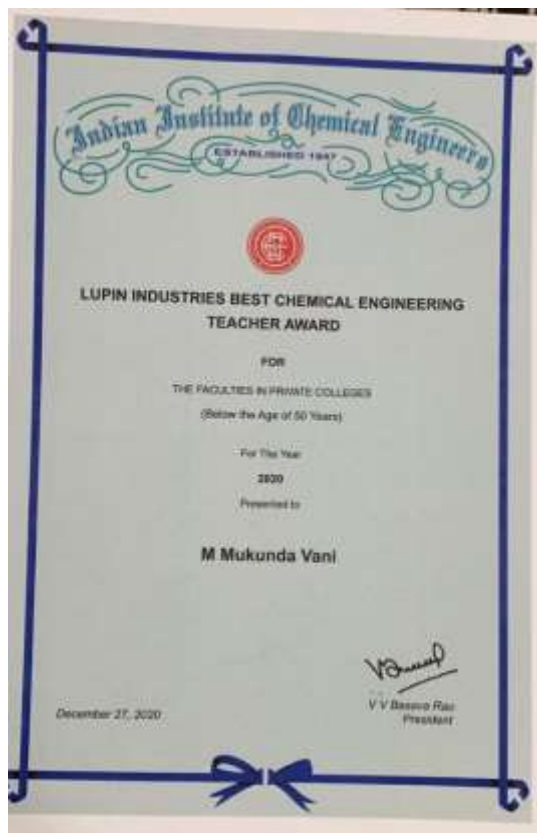 Indian Institute of Chemical Engineers
ESTABLISHED 1947
LUPIN INDUSTRIES BEST CHEMICAL ENGINEERING
TEACHER AWARD
FOR
THE FACULTIES IN PRIVATE COLLEGES
(Below the Age of 50 Years)
For The Year
2020
Presented to
M Mukunda Vani
December 27, 2020
V V Basava Rao
President